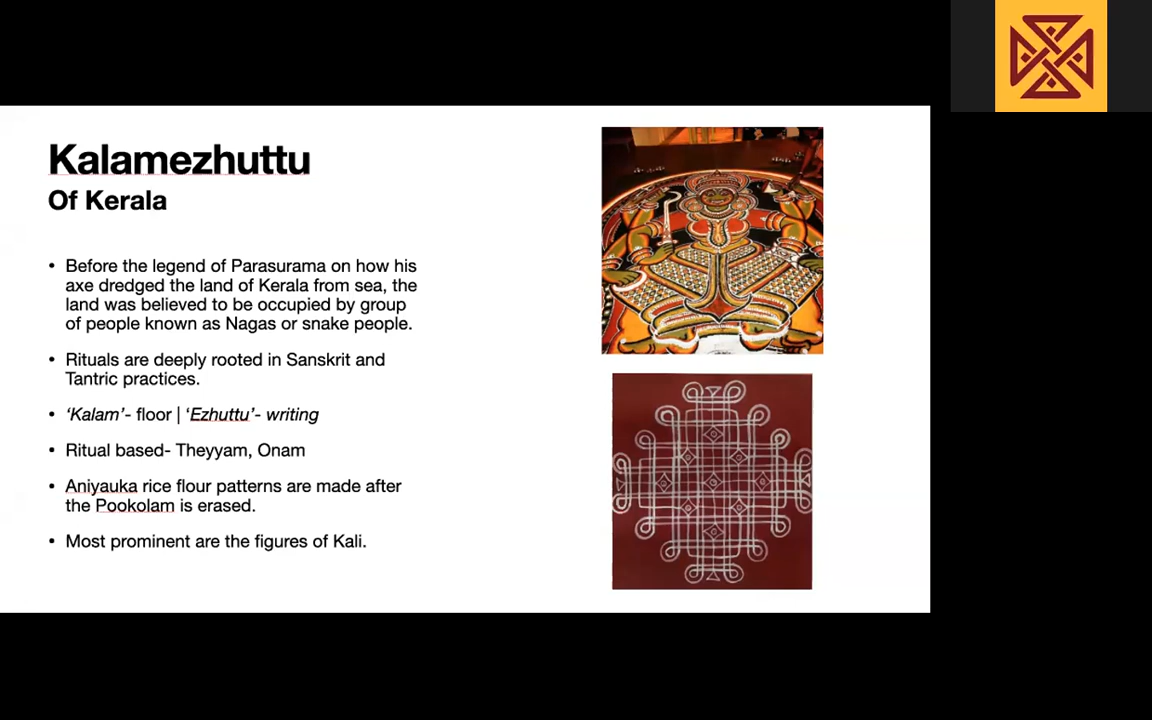 Kalamezhuttu
Of Kerala
• Before the legend of Parasurama on how his
axe dredged the land of Kerala from sea, the
land was believed to be occupied by group
of people known as Nagas or snake people.
• Rituals are deeply rooted in Sanskrit and
Tantric practices.
• ‘Kalam’- floor | ‘Ezhuttu’- writing
• Ritual based- Theyyam, Onam
• Aniyauka rice flour patterns are made after
the Pookolam is erased.
• Most prominent are the figures of Kali.